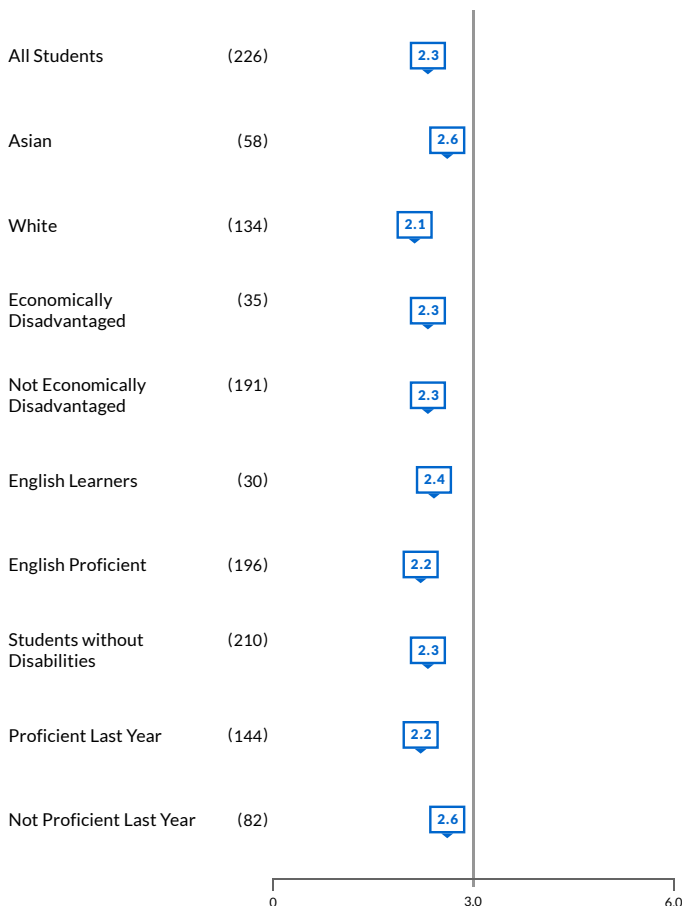 All Students (226) 2.3
Asian (58) 2.6
White (134) 2.1
Economically (35)
Disadvantaged 2.3
Not Economically (191)
Disadvantaged 2.3
English Learners (30) 2.4
English Proficient (196) 2.2
Students without (210)
Disabilities 2.3
Proficient Last Year (144) 2.2
Not Proficient Last Year (82) 2.6
0 3.0 6.0